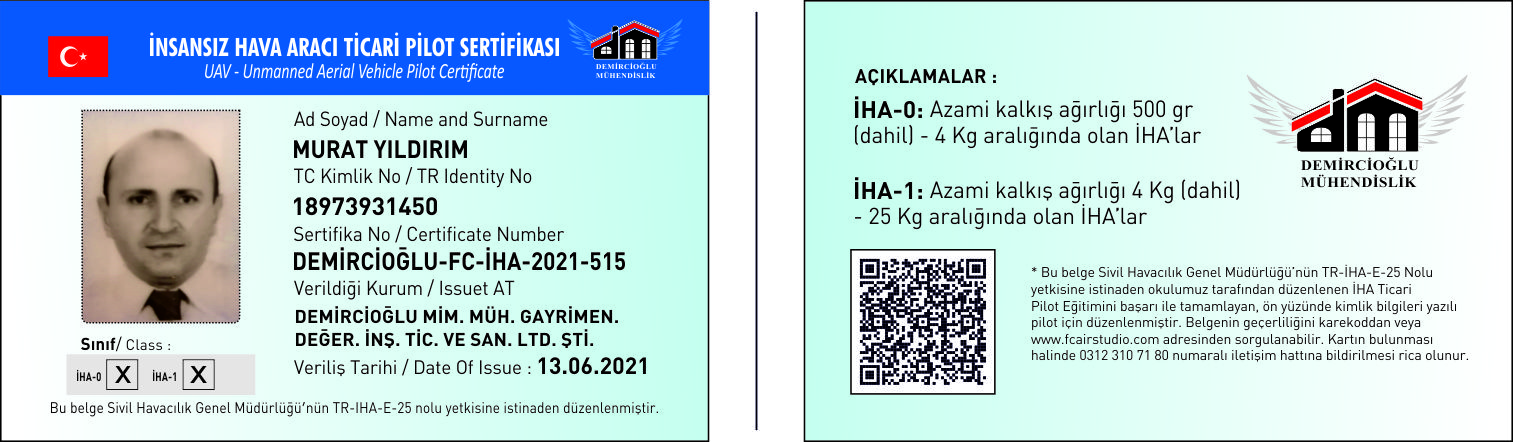 İNSANSIZ HAVA ARACI TİCARİ PİLOT SERTİFİKASI
UAV - Unmanned Aerial Vehicle Pilot Certificate
DEMİRCİOĞLU
MÜHENDİSLİK
Ad Soyad / Name and Surname
MURAT YILDIRIM
TC Kimlik No / TR Identity No
18973931450
Sertifika No / Certificate Number
DEMİRCİOĞLU-FC-İHA-2021-515
Verildiği Kurum / Issuet AT
DEMİRCİOĞLU MİM. MÜH. GAYRİMEN.
DEĞER. İNŞ. TİC. VE SAN. LTD. ŞTİ.
Veriliş Tarihi / Date Of Issue : 13.06.2021
Sınıf/ Class :
İHA-0 X İHA-1 X
Bu belge Sivil Havacılık Genel Müdürlüğü'nün TR-IHA-E-25 nolu yetkisine istinaden düzenlenmiştir.
AÇIKLAMALAR :
İHA-0: Azami kalkış ağırlığı 500 gr
(dahil) - 4 Kg aralığında olan İHA'lar
İHA-1: Azami kalkış ağırlığı 4 Kg (dahil)
- 25 Kg aralığında olan İHA'lar
DEMİRCİOĞLU
MÜHENDİSLİK
* Bu belge Sivil Havacılık Genel Müdürlüğü'nün TR-İHA-E-25 Nolu
yetkisine istinaden okulumuz tarafından düzenlenen İHA Ticari
Pilot Eğitimini başarı ile tamamlayan, ön yüzünde kimlik bilgileri yazılı
pilot için düzenlenmiştir. Belgenin geçerliliğini karekoddan veya
www.fcairstudio.com adresinden sorgulanabilir. Kartın bulunması
halinde 0312 310 71 80 numaralı iletişim hattına bildirilmesi rica olunur.